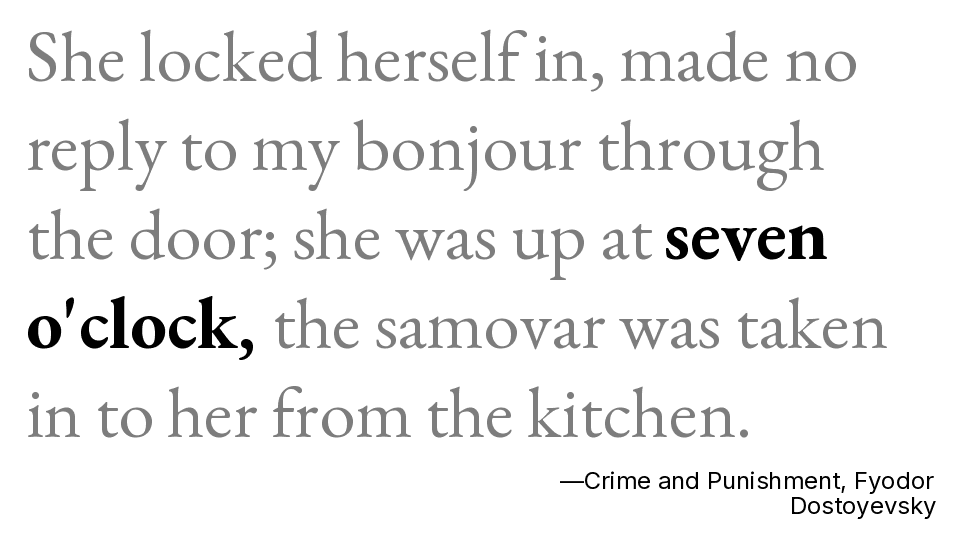 She locked herself in, made no
reply to my bonjour through
the door; she was up at seven
o'clock, the samovar was taken
in to her from the kitchen.
—Crime and Punishment, Fyodor
Dostoyevsky